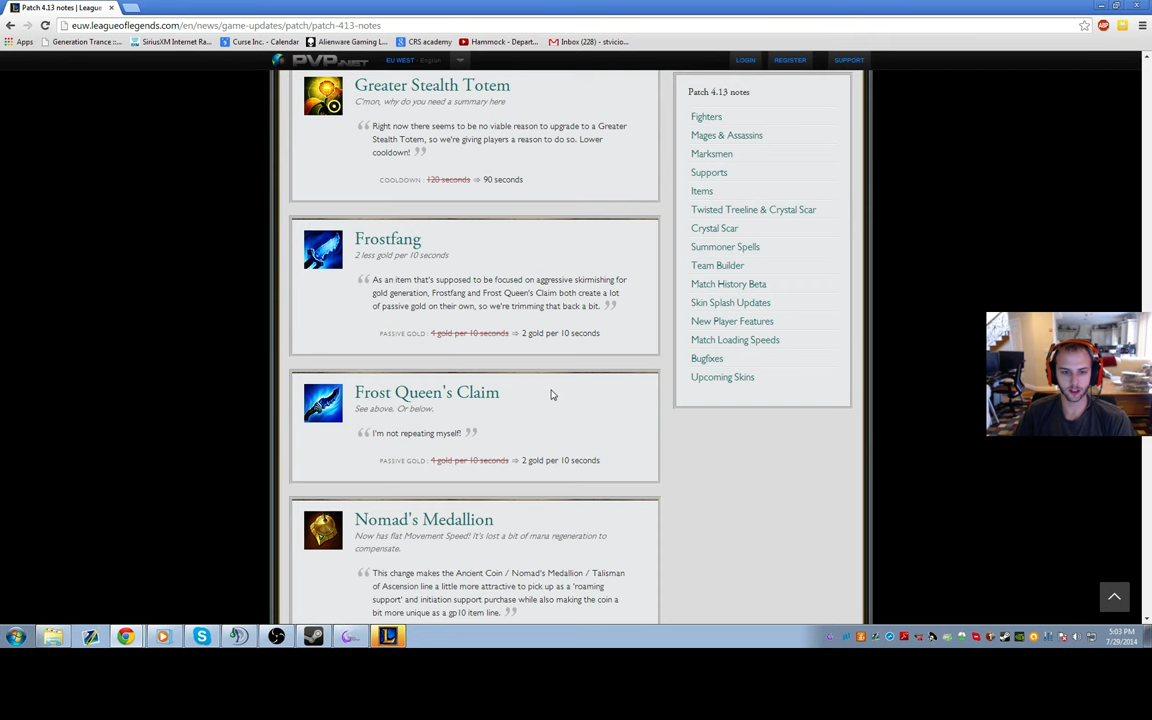 Patch 4.13 notes | League
euw.leagueoflegends.com/en/news/game-updates/patch/patch-413-notes
Apps Generation Trance ::... SiriusXM Internet Ra... Curse Inc. - Calendar Alienware Gaming L... CRS academy Hammock - Depart... Inbox (228) - stvicio...
PVP.NET EU WEST · English LOGIN REGISTER SUPPORT
Greater Stealth Totem
C'mon, why do you need a summary here
Right now there seems to be no viable reason to upgrade to a Greater
Stealth Totem, so we're giving players a reason to do so. Lower
cooldown!
COOLDOWN : 120 seconds ⇒ 90 seconds
Frostfang
2 less gold per 10 seconds
As an item that's supposed to be focused on aggressive skirmishing for
gold generation, Frostfang and Frost Queen's Claim both create a lot
of passive gold on their own, so we're trimming that back a bit.
PASSIVE GOLD : 4 gold per 10 seconds ⇒ 2 gold per 10 seconds
Frost Queen's Claim
See above. Or below.
I'm not repeating myself!
PASSIVE GOLD : 4 gold per 10 seconds ⇒ 2 gold per 10 seconds
Nomad's Medallion
Now has flat Movement Speed! It's lost a bit of mana regeneration to
compensate.
This change makes the Ancient Coin / Nomad's Medallion / Talisman
of Ascension line a little more attractive to pick up as a 'roaming
support' and initiation support purchase while also making the coin a
bit more unique as a gp10 item line.
Patch 4.13 notes
Fighters
Mages & Assassins
Marksmen
Supports
Items
Twisted Treeline & Crystal Scar
Crystal Scar
Summoner Spells
Team Builder
Match History Beta
Skin Splash Updates
New Player Features
Match Loading Speeds
Bugfixes
Upcoming Skins
5:03 PM
7/29/2014